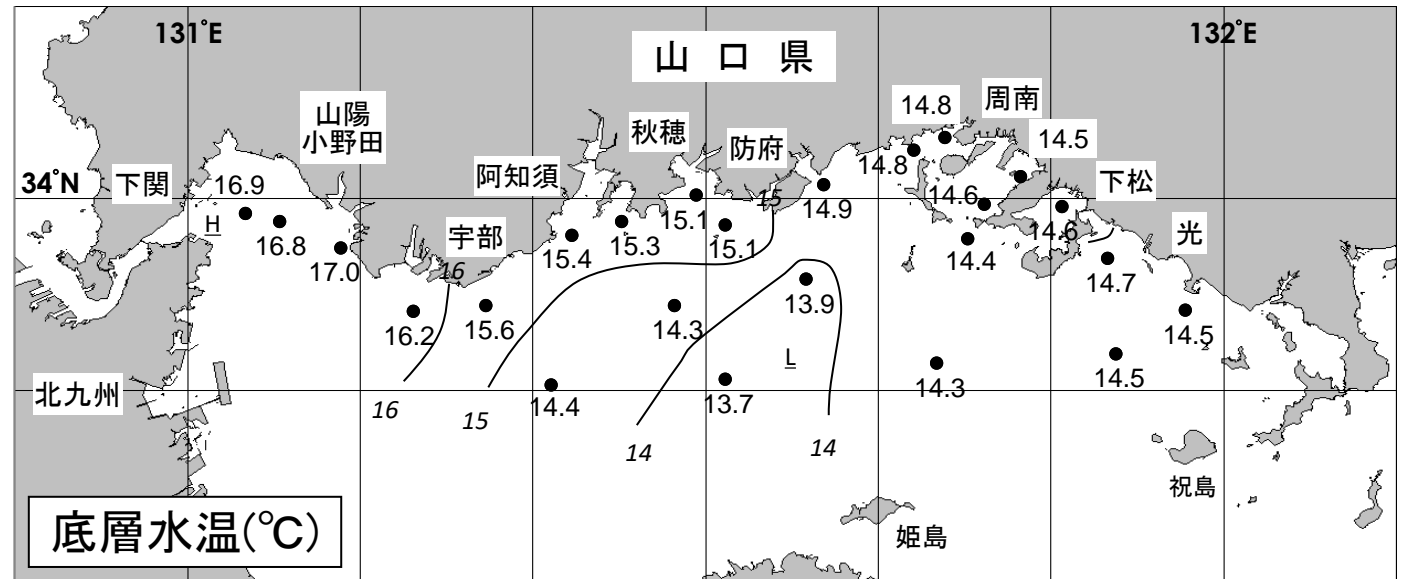 131°E
132°E
山 口 県
14.8
周南
山陽
小野田
秋穂
防府
14.5
14.8
阿知須
下松
34°N
下関
16.9
15
14.9
14.6
15.1
H
16.8
15.3
15.1
14.6
光
宇部
15.4
14.4
17.0
16
14.7
13.9
16.2
15.6
14.3
14.5
L
14.3
14.5
北九州
14.4
13.7
16
15
14
14
祝島
底層水温(℃)
姫島